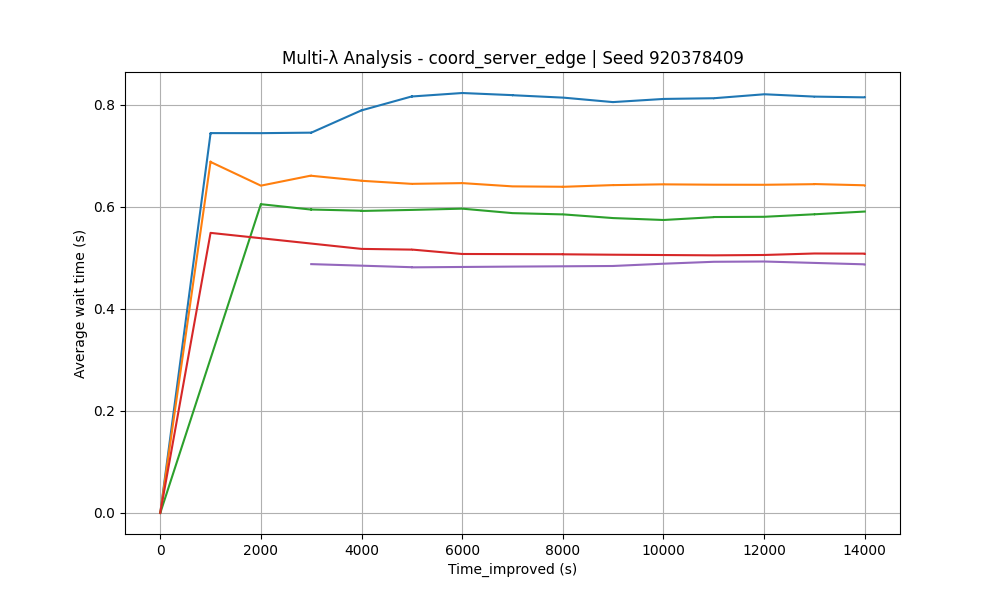 Multi-λ Analysis - coord_server_edge | Seed 920378409
Average wait time (s)
0.8
0.6
0.4
0.2
0.0
0 2000 4000 6000 8000 10000 12000 14000
Time_improved (s)